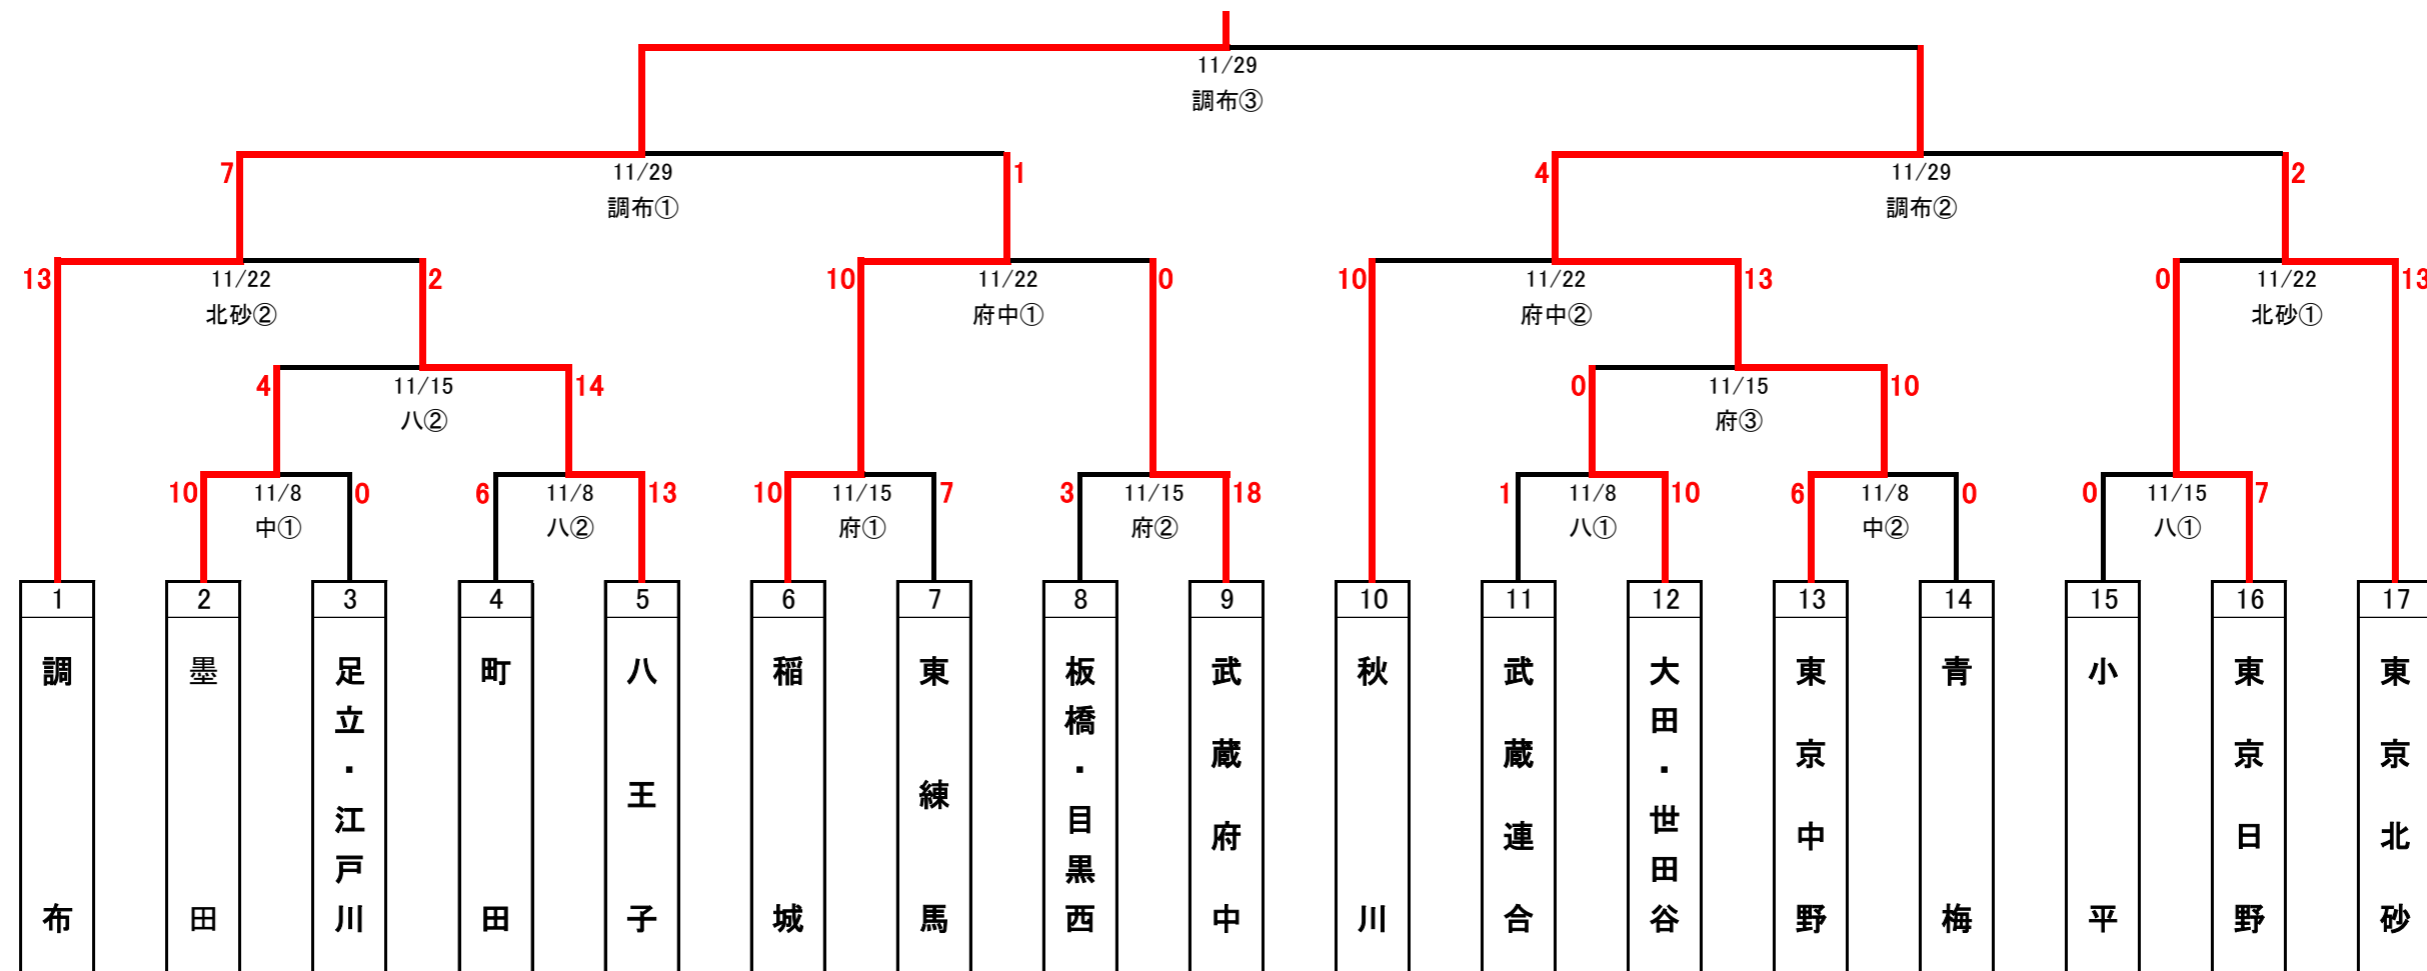 11/29
調布③
7
11/29
調布①
1
4
11/29
調布②
2
13
11/22
北砂②
2
10
11/22
府中①
0
10
11/22
府中②
13
0
11/22
北砂①
13
4
11/15
八②
14
0
11/15
府③
10
10
11/8
中①
0
6
11/8
八②
13
10
11/15
府①
7
3
11/15
府②
18
1
11/8
八①
10
6
11/8
中②
0
0
11/15
八①
7
1
調布
2
墨田
3
足立・江戸川
4
町田
5
八王子
6
稲城
7
東練馬
8
板橋・目黒西
9
武蔵府中
10
秋川
11
武蔵連合
12
大田・世田谷
13
東京中野
14
青梅
15
小平
16
東京日野
17
東京北砂